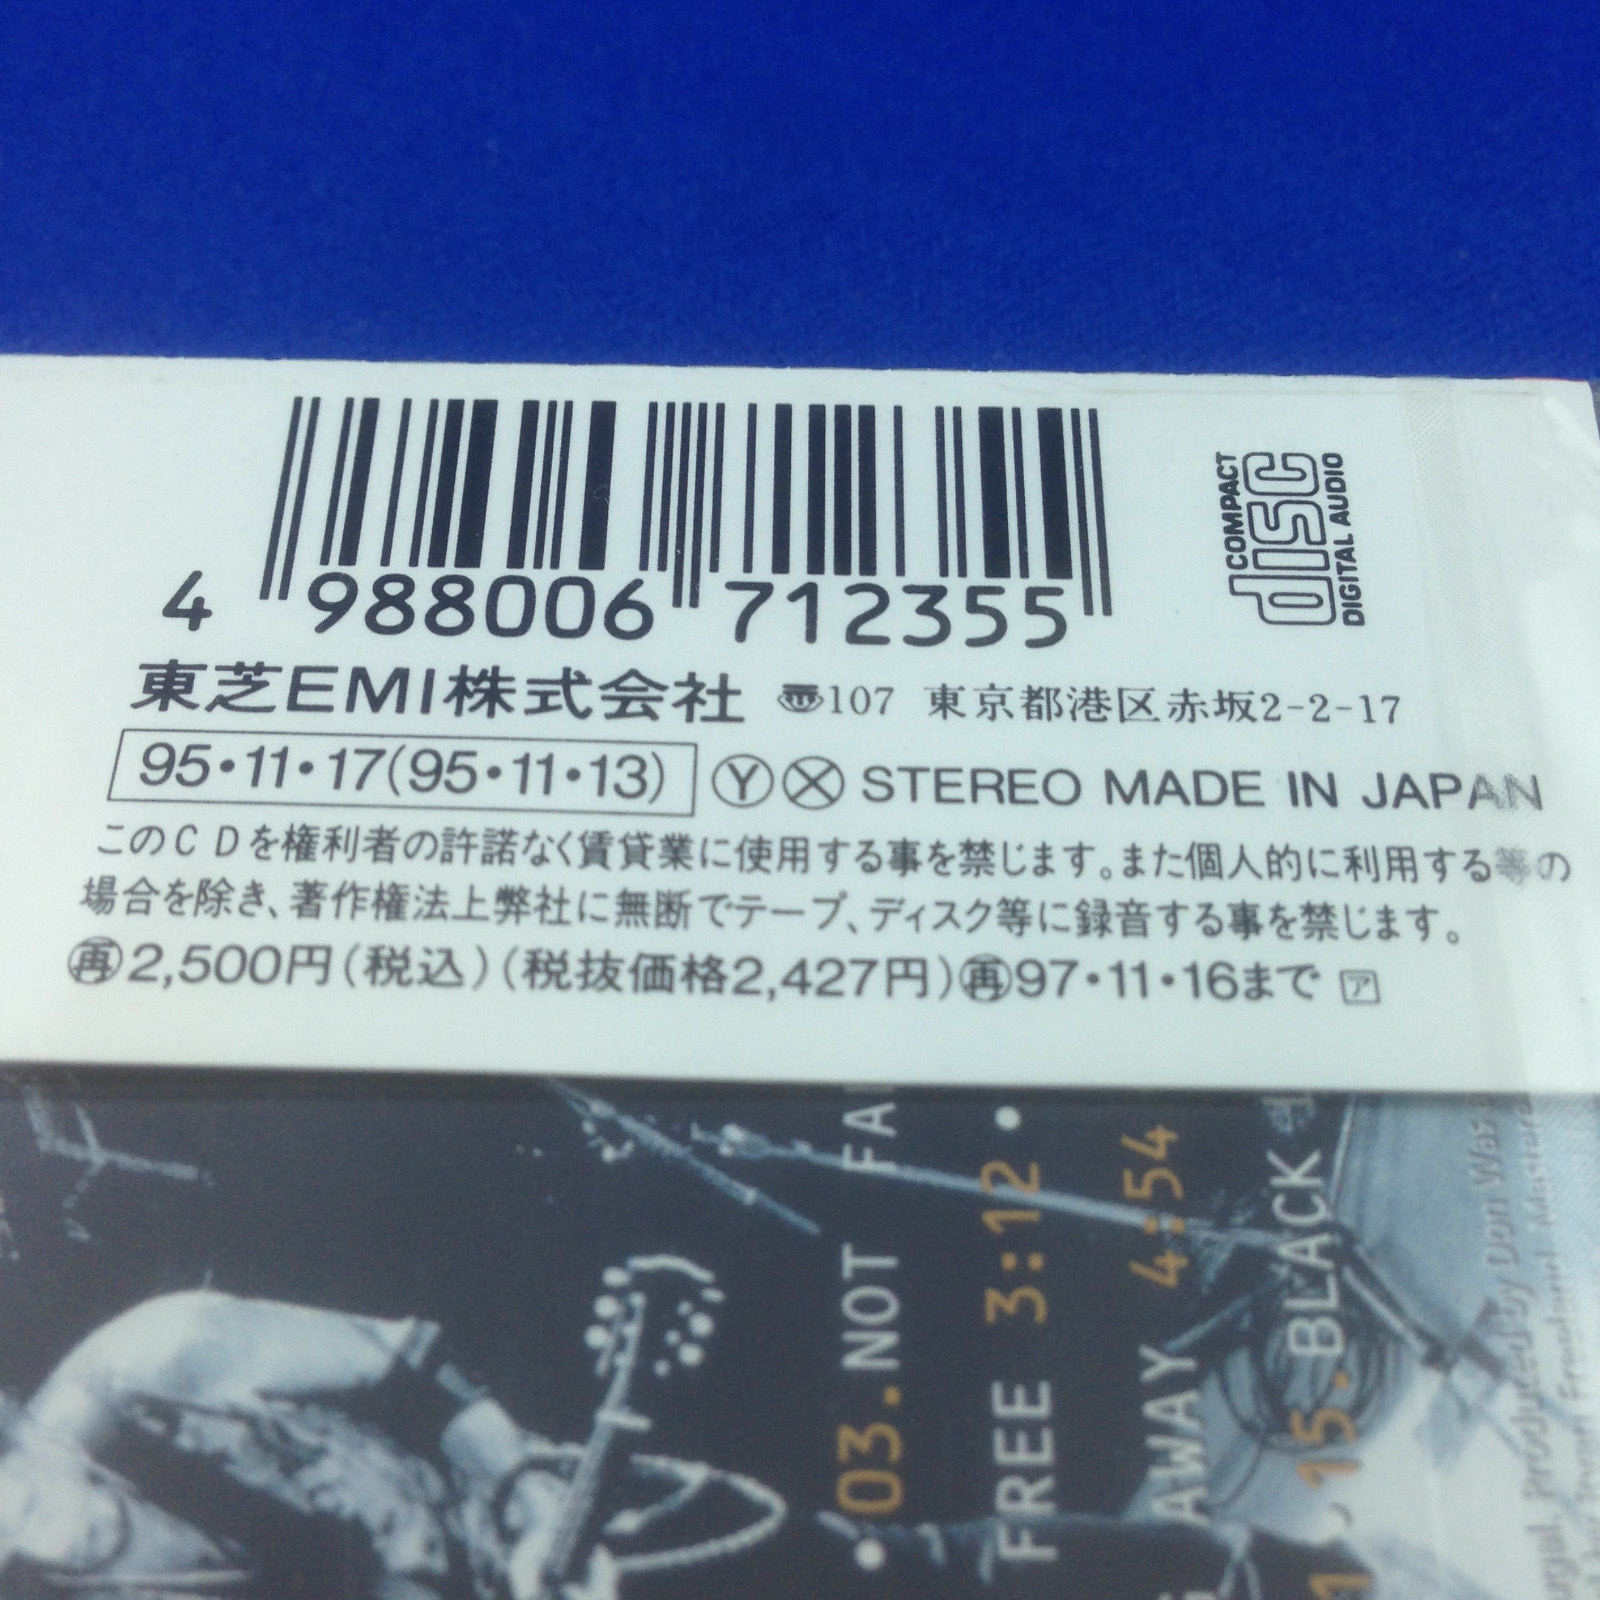 4 988006 712355
COMPACT
disc
DIGITAL AUDIO
東芝EMI株式会社 〠107 東京都港区赤坂2-2-17
95・11・17(95・11・13) Ⓨ Ⓧ STEREO MADE IN JAPAN
このＣＤを権利者の許諾なく賃貸業に使用する事を禁じます。また個人的に利用する等の
場合を除き、著作権法上弊社に無断でテープ、ディスク等に録音する事を禁じます。
㊢2,500円(税込)(税抜価格2,427円)97・11・16まで ア
03. NOT FA
FREE 3:12 •
AWAY 4:54
15. BLACK
Produced by Don Was